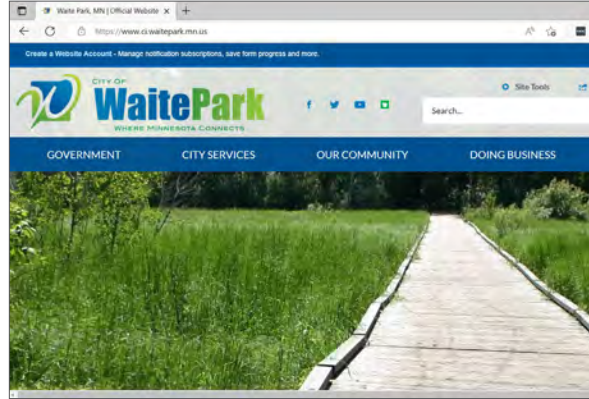 Waite Park, MN | Official Website
https://www.ci.waitepark.mn.us
Create a Website Account - Manage notification subscriptions, save form progress and more.
CITY OF
WaitePark
WHERE MINNESOTA CONNECTS
Site Tools
Search...
GOVERNMENT CITY SERVICES OUR COMMUNITY DOING BUSINESS